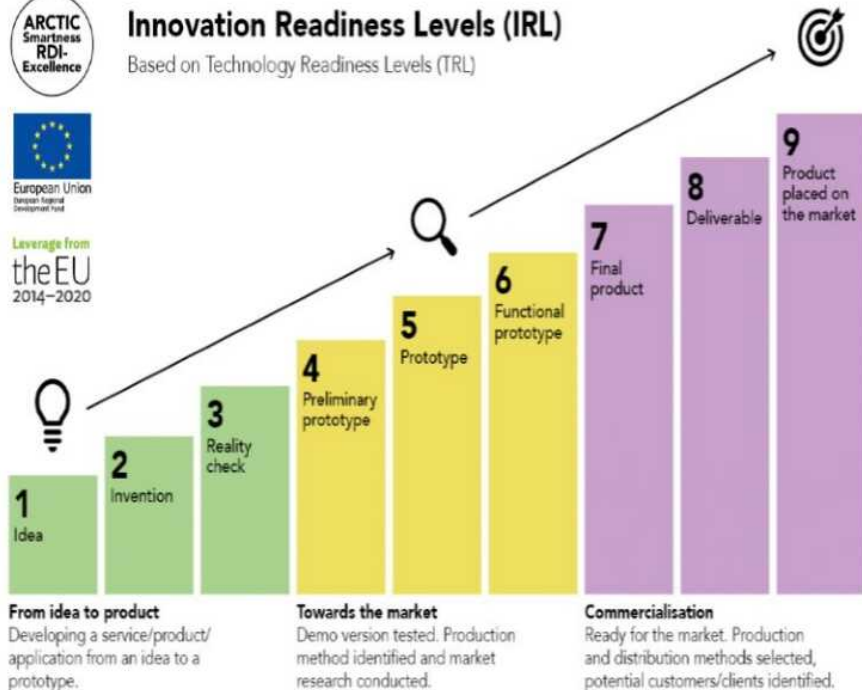 ARCTIC
Smartness
RDI-
Excellence
Innovation Readiness Levels (IRL)
Based on Technology Readiness Levels (TRL)
European Union
European Regional
Development Fund
Leverage from
the EU
2014–2020
1
Idea
2
Invention
3
Reality
check
4
Preliminary
prototype
5
Prototype
6
Functional
prototype
7
Final
product
8
Deliverable
9
Product
placed on
the market
From idea to product
Developing a service/product/
application from an idea to a
prototype.
Towards the market
Demo version tested. Production
method identified and market
research conducted.
Commercialisation
Ready for the market. Production
and distribution methods selected,
potential customers/clients identified.